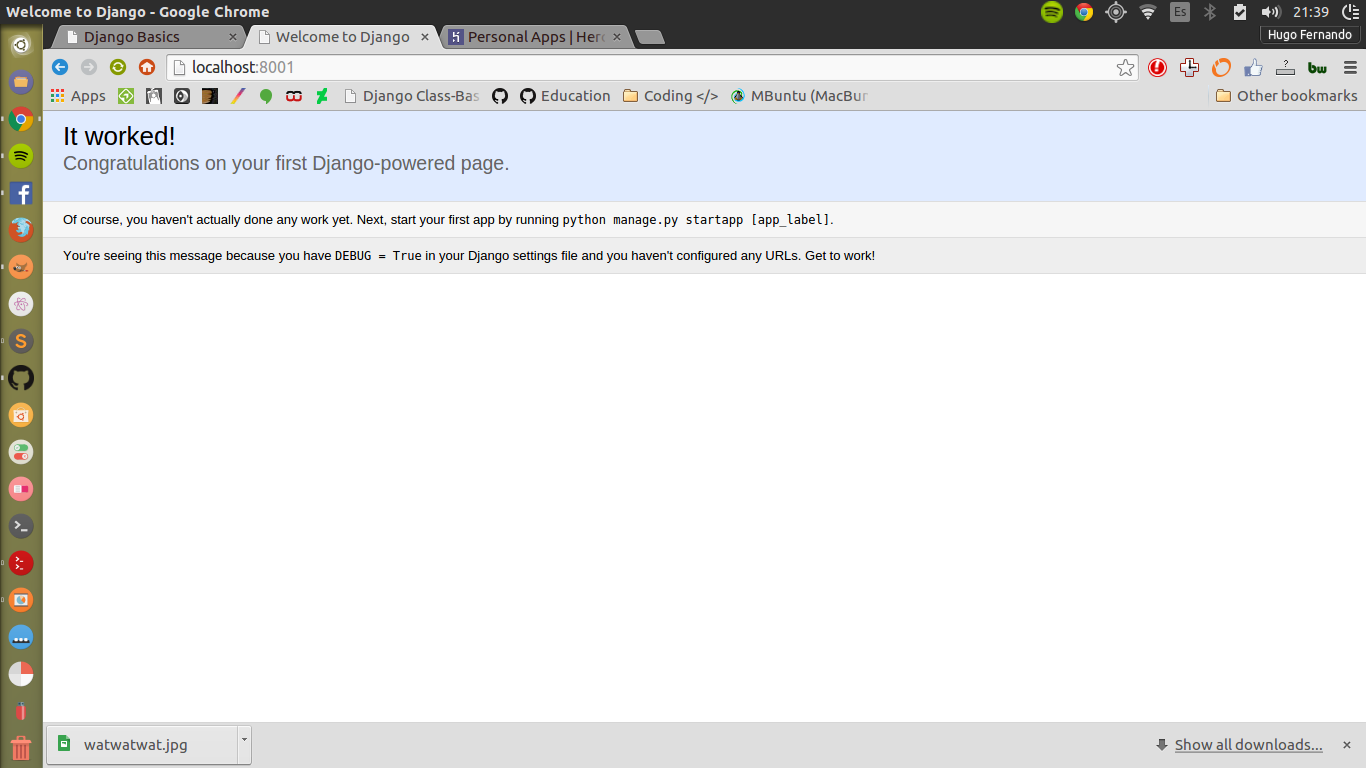 Welcome to Django - Google Chrome
Es
21:39
Django Basics
Welcome to Django
Personal Apps | Her
Hugo Fernando
localhost:8001
Apps
Django Class-Bas
Education
Coding </>
MBuntu (MacBur
Other bookmarks
bw
It worked!
Congratulations on your first Django-powered page.
Of course, you haven't actually done any work yet. Next, start your first app by running python manage.py startapp [app_label].
You're seeing this message because you have DEBUG = True in your Django settings file and you haven't configured any URLs. Get to work!
watwatwat.jpg
Show all downloads...